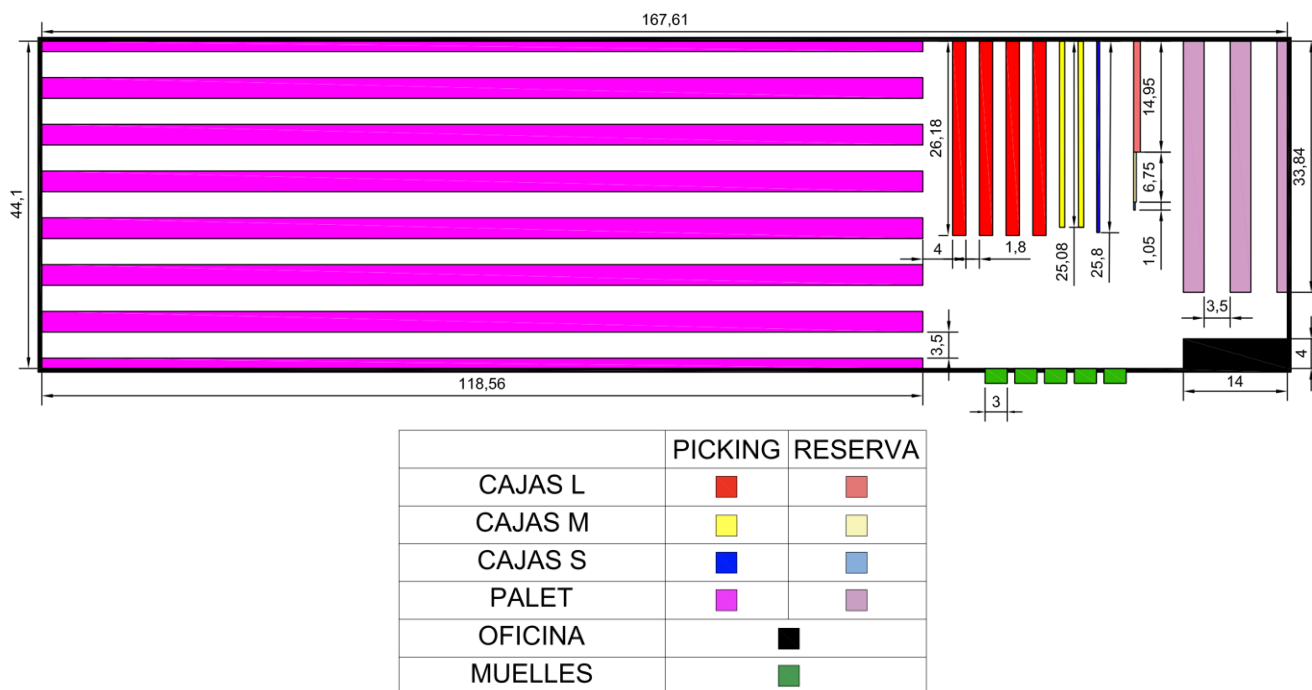 167,61
44,1
26,18
4
1,8
25,08
25,8
14,95
6,75
1,05
33,84
3,5
3,5
4
118,56
3
14
PICKING RESERVA
CAJAS L
CAJAS M
CAJAS S
PALET
OFICINA
MUELLES